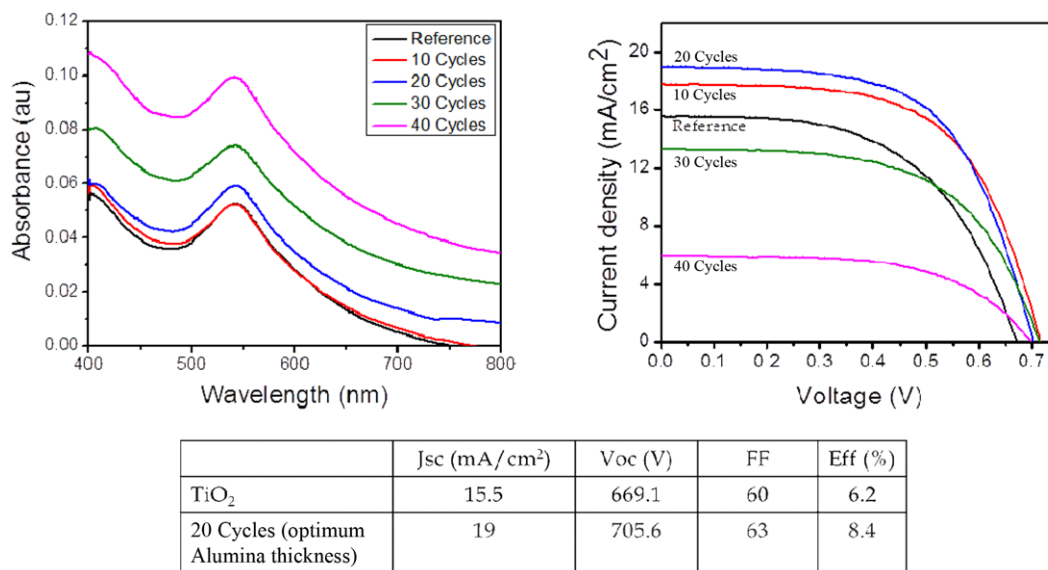 0.12
0.10
0.08
0.06
0.04
0.02
0.00
Absorbance (au)
Reference
10 Cycles
20 Cycles
30 Cycles
40 Cycles
400 500 600 700 800
Wavelength (nm)
20
16
12
8
4
0
Current density (mA/cm²)
20 Cycles
10 Cycles
Reference
30 Cycles
40 Cycles
0.0 0.1 0.2 0.3 0.4 0.5 0.6 0.7
Voltage (V)
Jsc (mA/cm²) Voc (V) FF Eff (%)
TiO₂ 15.5 669.1 60 6.2
20 Cycles (optimum 19 705.6 63 8.4
Alumina thickness)